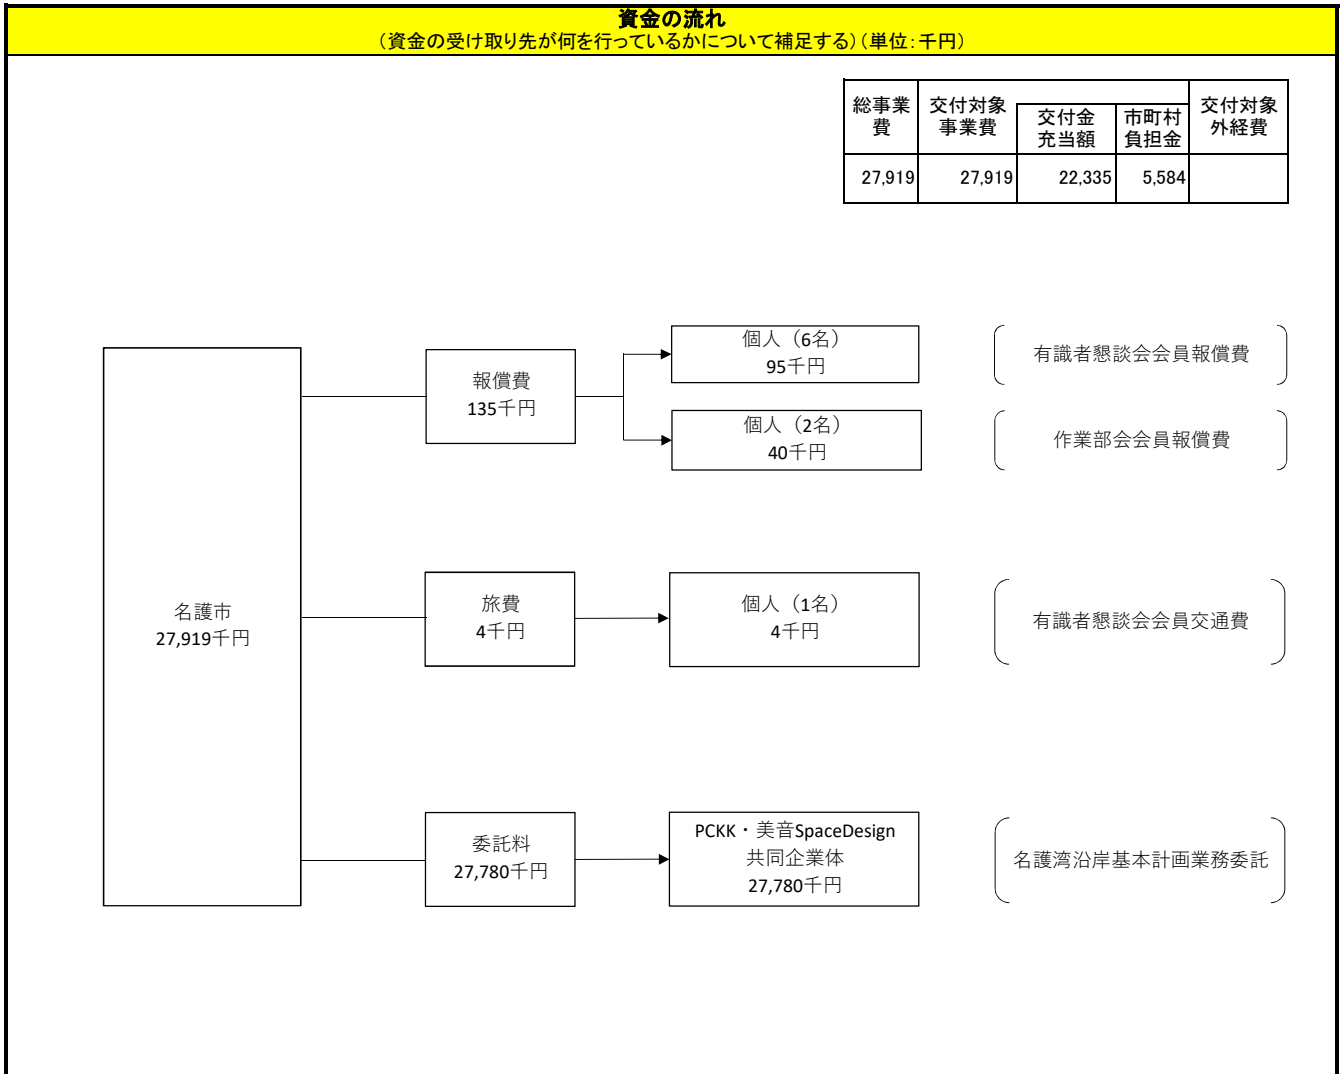 資金の流れ
（資金の受け取り先が何を行っているかについて補足する）（単位：千円）
総事業
費
交付対象
事業費
交付金
充当額
市町村
負担金
交付対象
外経費
27,919 27,919 22,335 5,584
個人（6名）
95千円
有識者懇談会会員報償費
報償費
135千円
個人（2名）
40千円
作業部会会員報償費
名護市
27,919千円
旅費
4千円
個人（1名）
4千円
有識者懇談会会員交通費
委託料
27,780千円
PCKK・美音SpaceDesign
共同企業体
27,780千円
名護湾沿岸基本計画業務委託